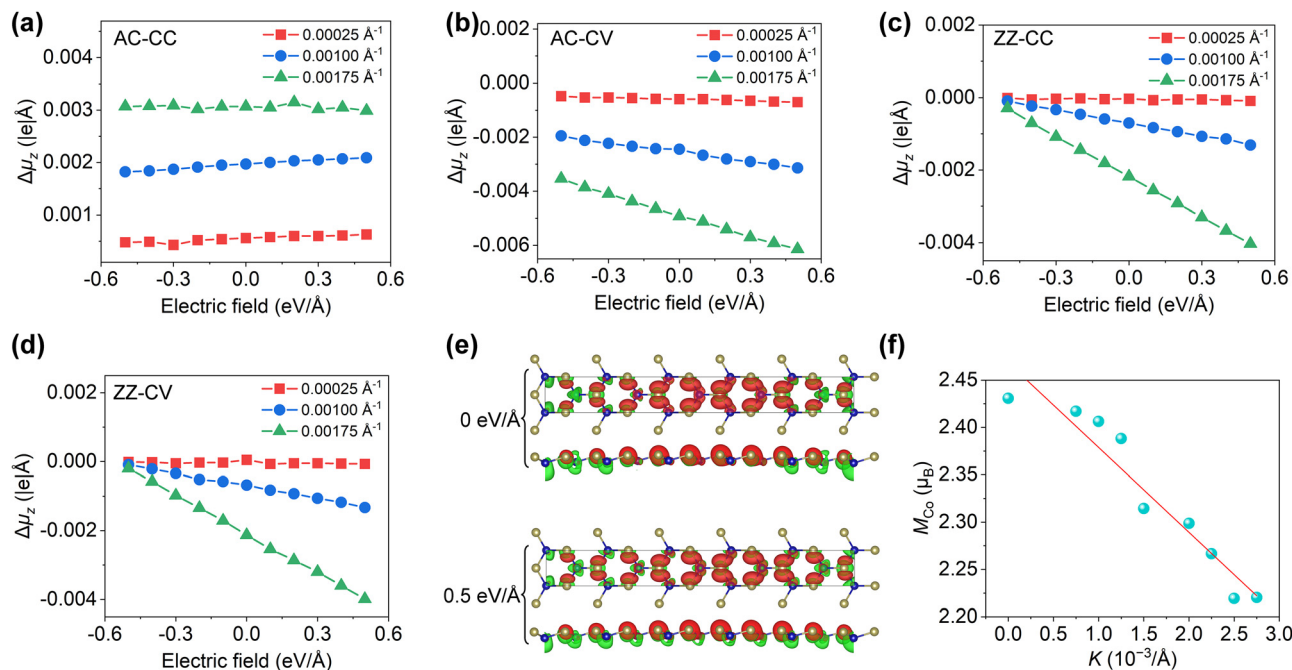 (a)
AC-CC
0.00025 Å⁻¹
0.00100 Å⁻¹
0.00175 Å⁻¹
0.004
0.003
0.002
0.001
Δμz (|e|Å)
-0.6 -0.3 0.0 0.3 0.6
Electric field (eV/Å)
(b)
AC-CV
0.00025 Å⁻¹
0.00100 Å⁻¹
0.00175 Å⁻¹
0.002
0.000
-0.002
-0.004
-0.006
Δμz (|e|Å)
-0.6 -0.3 0.0 0.3 0.6
Electric field (eV/Å)
(c)
ZZ-CC
0.00025 Å⁻¹
0.00100 Å⁻¹
0.00175 Å⁻¹
0.002
0.000
-0.002
-0.004
Δμz (|e|Å)
-0.6 -0.3 0.0 0.3 0.6
Electric field (eV/Å)
(d)
ZZ-CV
0.00025 Å⁻¹
0.00100 Å⁻¹
0.00175 Å⁻¹
0.002
0.000
-0.002
-0.004
Δμz (|e|Å)
-0.6 -0.3 0.0 0.3 0.6
Electric field (eV/Å)
(e)
0 eV/Å
0.5 eV/Å
(f)
2.45
2.40
2.35
2.30
2.25
2.20
MCo (μB)
0.0 0.5 1.0 1.5 2.0 2.5 3.0
K (10⁻³/Å)